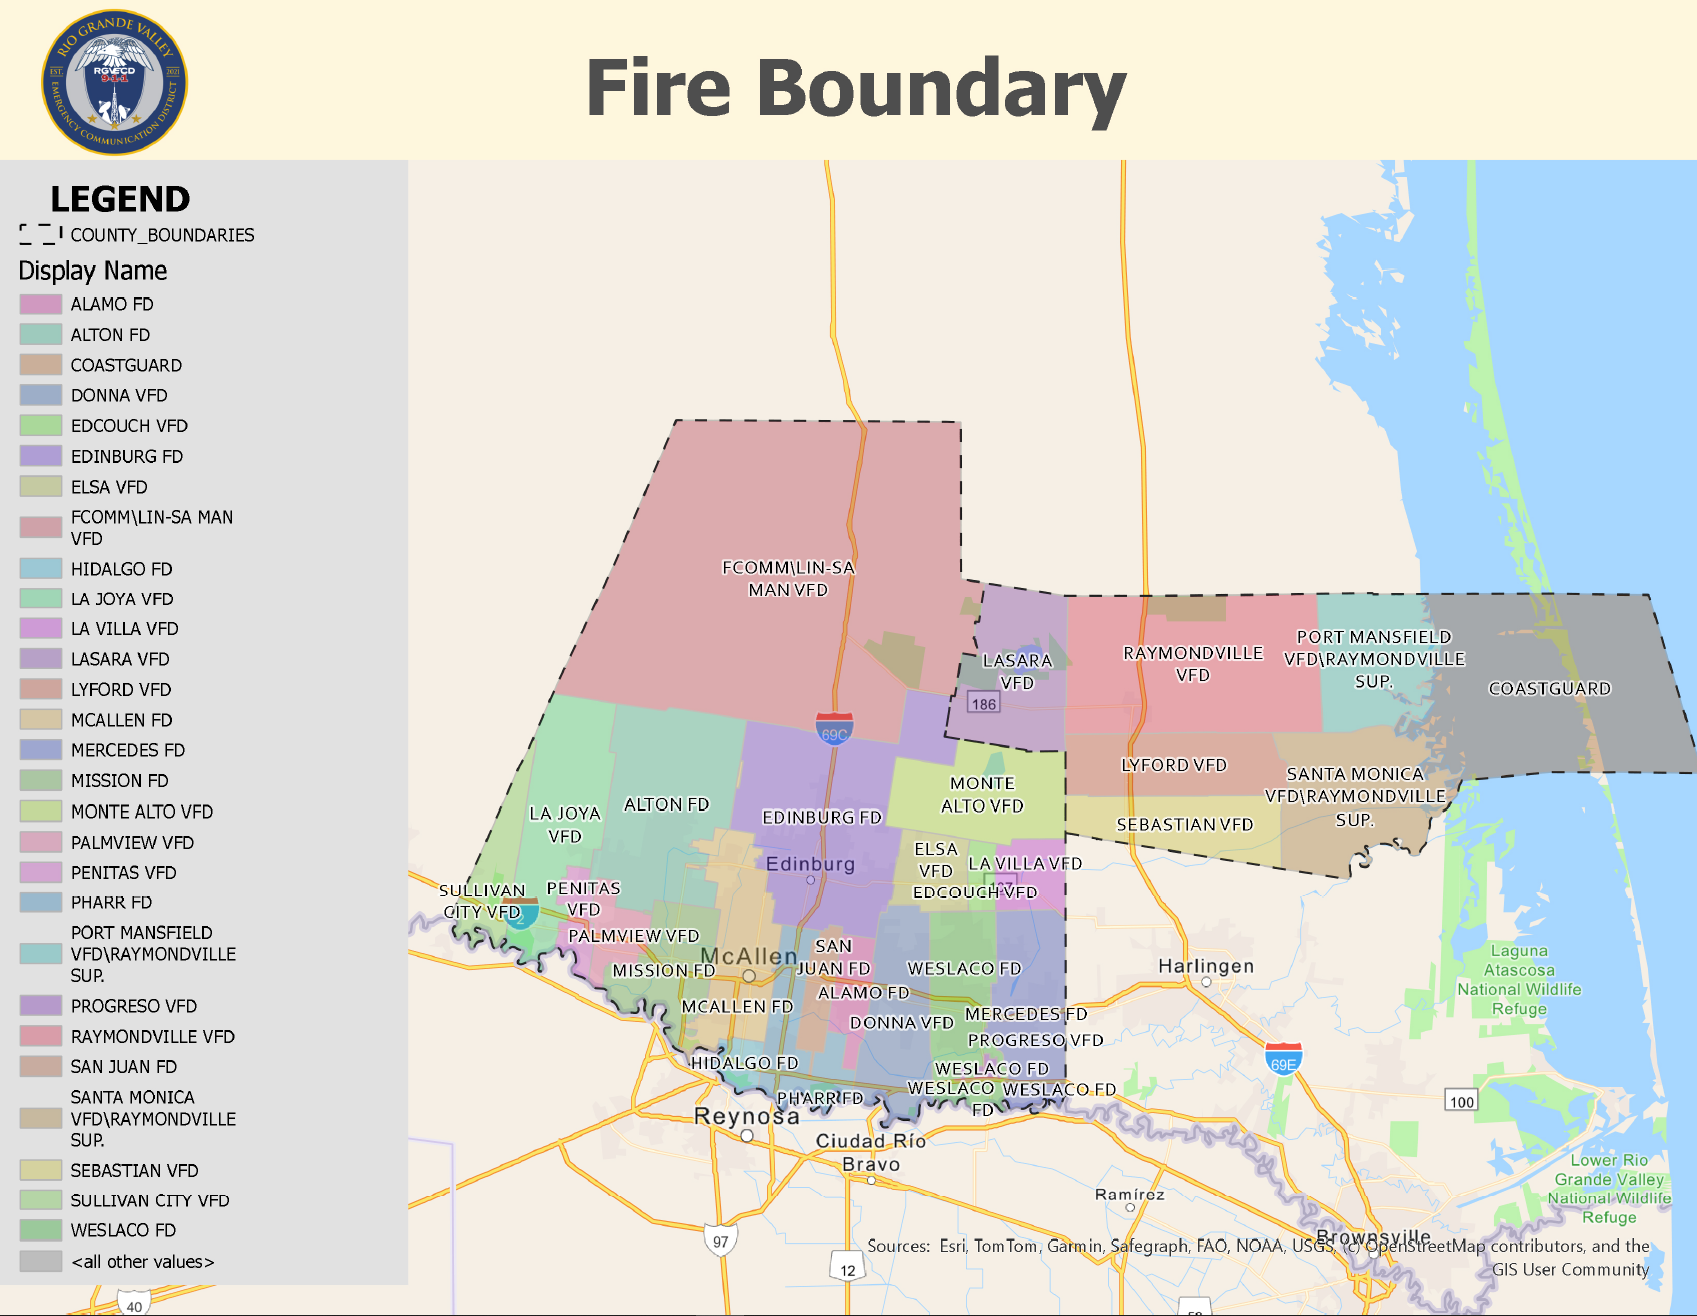 RIO GRANDE VALLEY
EST.
2021
RGVECD
9-1-1
EMERGENCY COMMUNICATION DISTRICT
Fire Boundary
LEGEND
COUNTY_BOUNDARIES
Display Name
ALAMO FD
ALTON FD
COASTGUARD
DONNA VFD
EDCOUCH VFD
EDINBURG FD
ELSA VFD
FCOMM\LIN-SA MAN
VFD
HIDALGO FD
LA JOYA VFD
LA VILLA VFD
LASARA VFD
LYFORD VFD
MCALLEN FD
MERCEDES FD
MISSION FD
MONTE ALTO VFD
PALMVIEW VFD
PENITAS VFD
PHARR FD
PORT MANSFIELD
VFD\RAYMONDVILLE
SUP.
PROGRESO VFD
RAYMONDVILLE VFD
SAN JUAN FD
SANTA MONICA
VFD\RAYMONDVILLE
SUP.
SEBASTIAN VFD
SULLIVAN CITY VFD
WESLACO FD
<all other values>
FCOMM\LIN-SA
MAN VFD
LASARA
VFD
186
RAYMONDVILLE
VFD
PORT MANSFIELD
VFD\RAYMONDVILLE
SUP.
COASTGUARD
69C
LYFORD VFD
SANTA MONICA
VFD\RAYMONDVILLE
SUP.
SEBASTIAN VFD
MONTE
ALTO VFD
LA JOYA
VFD
ALTON FD
EDINBURG FD
Edinburg
ELSA
VFD
LA VILLA VFD
EDCOUCH VFD
107
SULLIVAN
CITY VFD
2
PENITAS
VFD
PALMVIEW VFD
MISSION FD
McAllen
SAN
JUAN FD
WESLACO FD
ALAMO FD
MCALLEN FD
DONNA VFD
MERCEDES FD
PROGRESO VFD
HIDALGO FD
WESLACO FD
WESLACO
FD
WESLACO FD
PHARR FD
Harlingen
Laguna
Atascosa
National Wildlife
Refuge
69E
100
Reynosa
Ciudad Río
Bravo
Ramírez
Lower Rio
Grande Valley
National Wildlife
Refuge
Brownsville
97
12
40
Sources: Esri, TomTom, Garmin, Safegraph, FAO, NOAA, USGS, (c) OpenStreetMap contributors, and the
GIS User Community